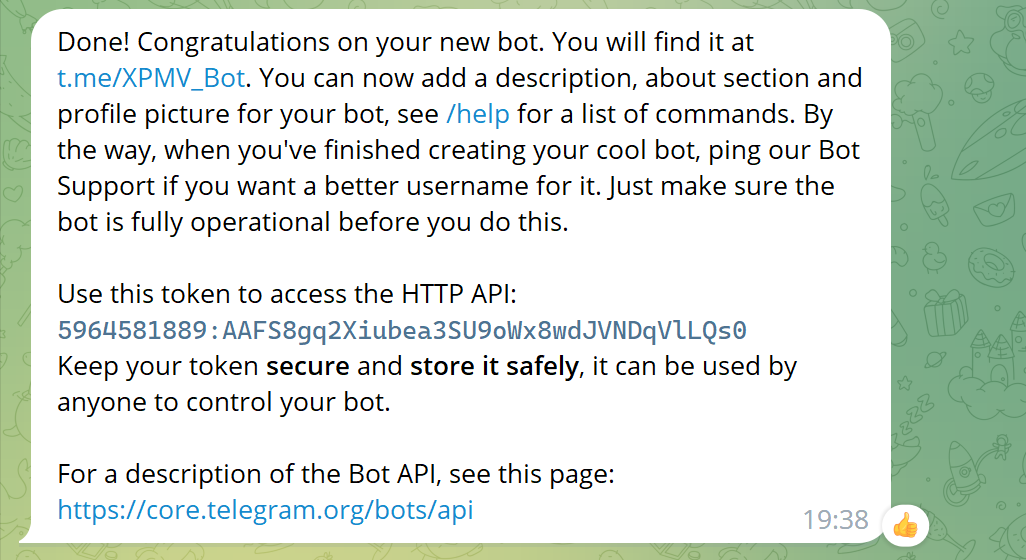 Done! Congratulations on your new bot. You will find it at
t.me/XPMV_Bot. You can now add a description, about section and
profile picture for your bot, see /help for a list of commands. By
the way, when you've finished creating your cool bot, ping our Bot
Support if you want a better username for it. Just make sure the
bot is fully operational before you do this.
Use this token to access the HTTP API:
5964581889:AAFS8gq2Xiubea3SU9oWx8wdJVNDqVlLQs0
Keep your token secure and store it safely, it can be used by
anyone to control your bot.
For a description of the Bot API, see this page:
https://core.telegram.org/bots/api
19:38